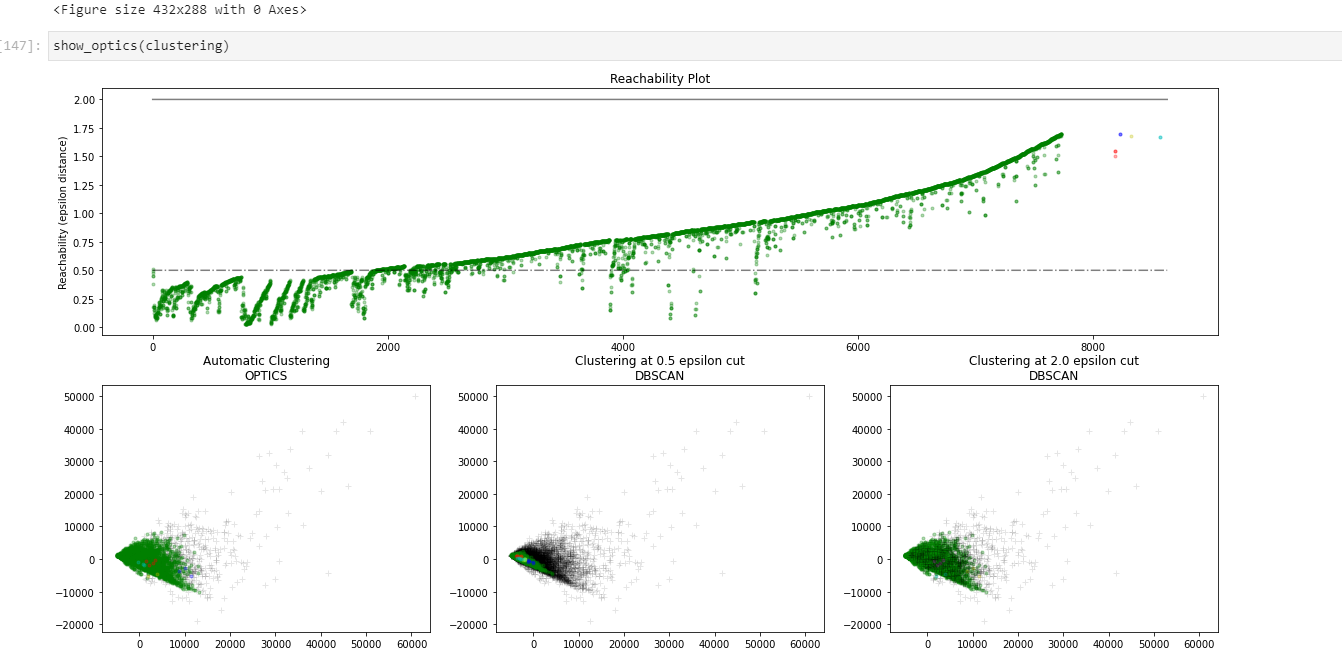 <Figure size 432x288 with 0 Axes>
[147]: show_optics(clustering)
Reachability Plot
Reachability (epsilon distance)
2.00
1.75
1.50
1.25
1.00
0.75
0.50
0.25
0.00
0 2000 4000 6000 8000
Automatic Clustering
OPTICS
50000
40000
30000
20000
10000
0
−10000
−20000
0 10000 20000 30000 40000 50000 60000
Clustering at 0.5 epsilon cut
DBSCAN
50000
40000
30000
20000
10000
0
−10000
−20000
0 10000 20000 30000 40000 50000 60000
Clustering at 2.0 epsilon cut
DBSCAN
50000
40000
30000
20000
10000
0
−10000
−20000
0 10000 20000 30000 40000 50000 60000